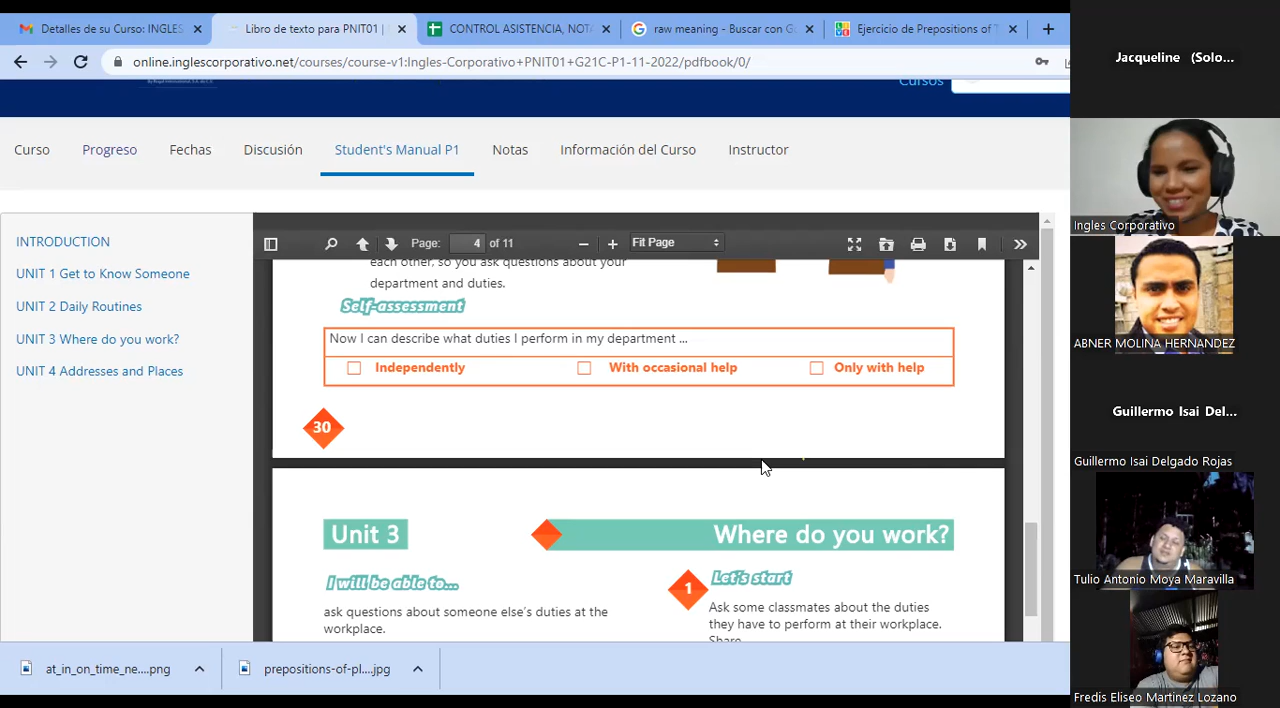 Detalles de su Curso: INGLES
Libro de texto para PNIT01 |
CONTROL ASISTENCIA, NOTA
raw meaning - Buscar con Go
Ejercicio de Prepositions of T
online.inglescorporativo.net/courses/course-v1:Ingles-Corporativo+PNIT01+G21C-P1-11-2022/pdfbook/0/
Cursos
Curso
Progreso
Fechas
Discusión
Student's Manual P1
Notas
Información del Curso
Instructor
INTRODUCTION
UNIT 1 Get to Know Someone
UNIT 2 Daily Routines
UNIT 3 Where do you work?
UNIT 4 Addresses and Places
Page: 4 of 11
Fit Page
each other, so you ask questions about your
department and duties.
Self-assessment
Now I can describe what duties I perform in my department ...
Independently
With occasional help
Only with help
30
Unit 3
Where do you work?
I will be able to...
ask questions about someone else's duties at the
workplace.
1
Let's start
Ask some classmates about the duties
they have to perform at their workplace.
Share
at_in_on_time_ne....png
prepositions-of-pl....jpg
Jacqueline (Solo...
Ingles Corporativo
ABNER MOLINA HERNANDEZ
Guillermo Isai Del...
Guillermo Isai Delgado Rojas
Tulio Antonio Moya Maravilla
Fredis Eliseo Martinez Lozano